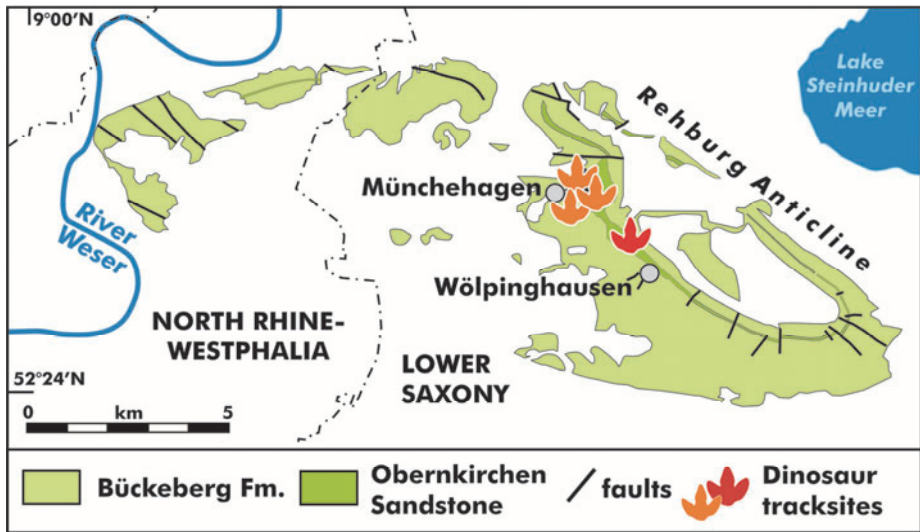 9°00'N
Lake
Steinhuder
Meer
Rehburg Anticline
Münchehagen
River
Weser
Wölpinghausen
NORTH RHINE-
WESTPHALIA
LOWER
SAXONY
52°24'N
0 km 5
Bückeberg Fm.
Obernkirchen
Sandstone
faults
Dinosaur
tracksites